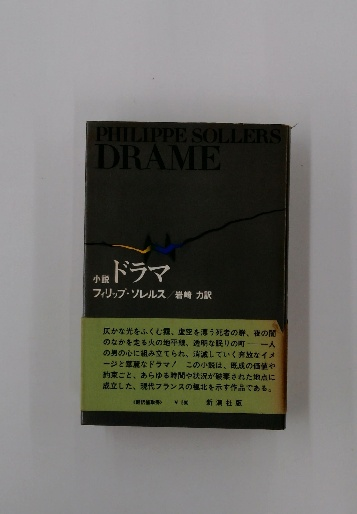 PHILIPPE SOLLERS
DRAME
小説 ドラマ
フィリップ・ソレルス/岩崎 力訳
仄かな光をふくむ霧、虚空を漂う死者の群、夜の闇
のなかを走る火の地平線、透明な眠りの町―一人
の男の心に組み立てられ、消滅していく奔放なイメ
ージと華麗なドラマ! この小説は、既成の価値や
約束ごと、あらゆる時間や状況が破棄された地点に
成立した、現代フランスの極北を示す作品である。
新潮社版